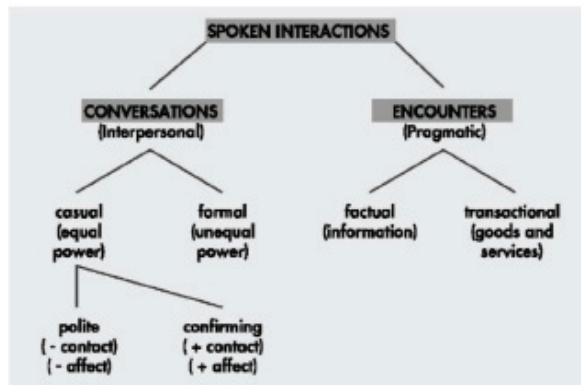 SPOKEN INTERACTIONS
CONVERSATIONS
(Interpersonal)
ENCOUNTERS
(Pragmatic)
casual
(equal
power)
formal
(unequal
power)
factual
(information)
transactional
(goods and
services)
polite
( - contact)
( - affect)
confirming
( + contact)
( + affect)